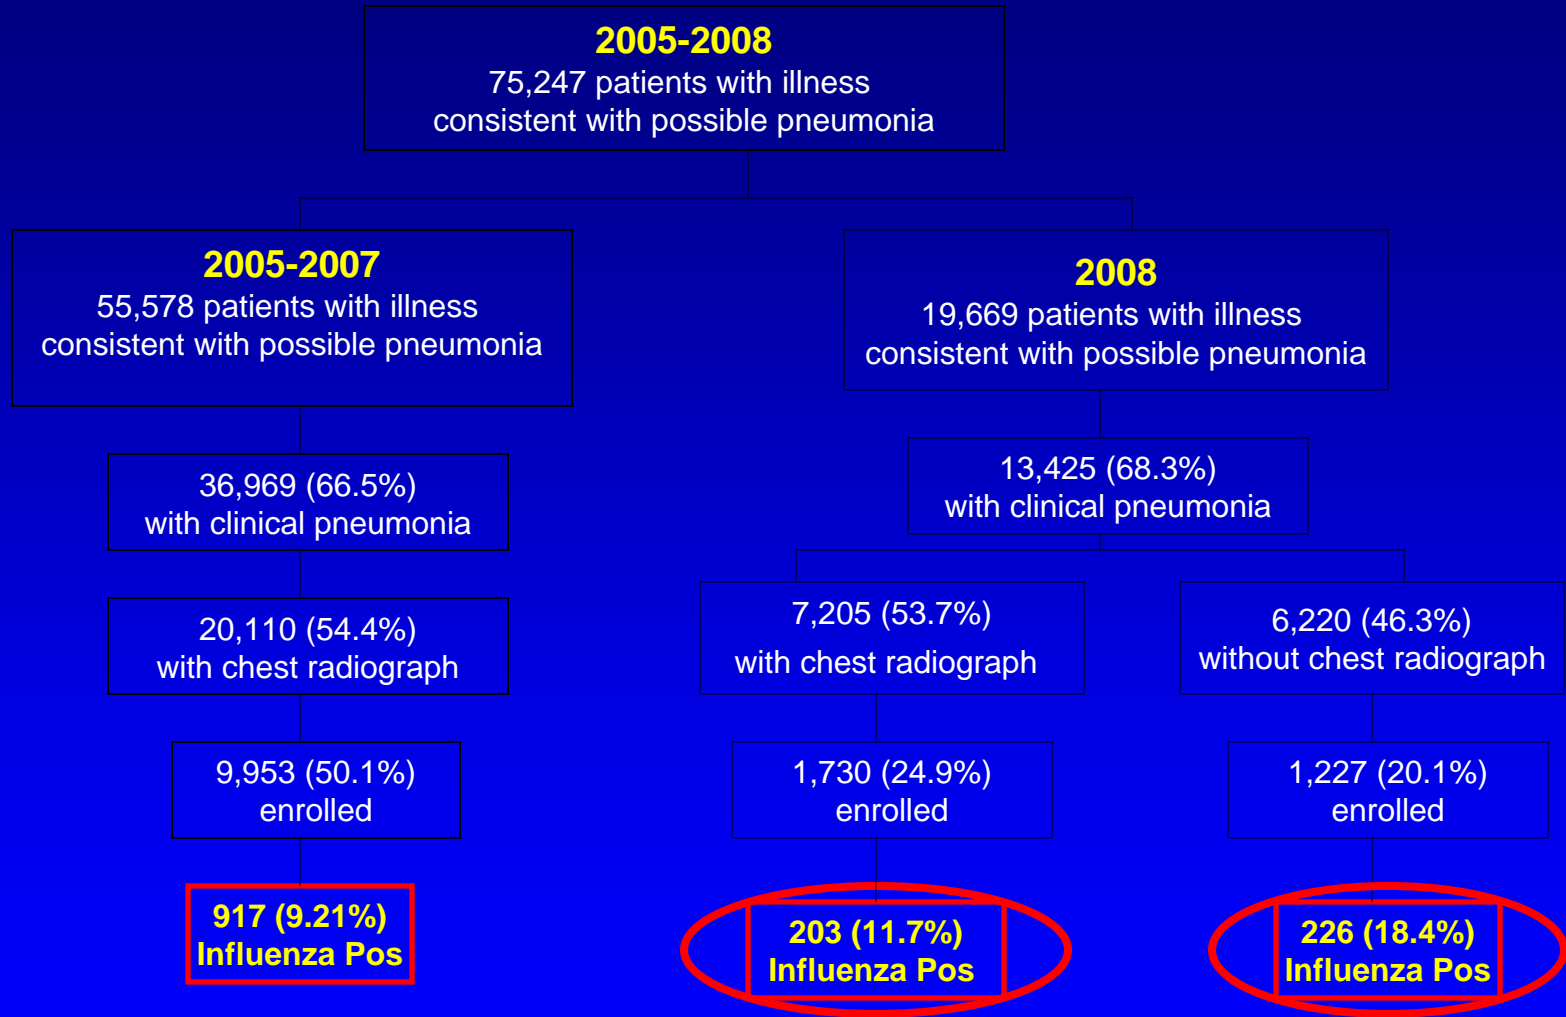 2005-2008
75,247 patients with illness
consistent with possible pneumonia
2005-2007
55,578 patients with illness
consistent with possible pneumonia
2008
19,669 patients with illness
consistent with possible pneumonia
36,969 (66.5%)
with clinical pneumonia
13,425 (68.3%)
with clinical pneumonia
20,110 (54.4%)
with chest radiograph
7,205 (53.7%)
with chest radiograph
6,220 (46.3%)
without chest radiograph
9,953 (50.1%)
enrolled
1,730 (24.9%)
enrolled
1,227 (20.1%)
enrolled
917 (9.21%)
Influenza Pos
203 (11.7%)
Influenza Pos
226 (18.4%)
Influenza Pos